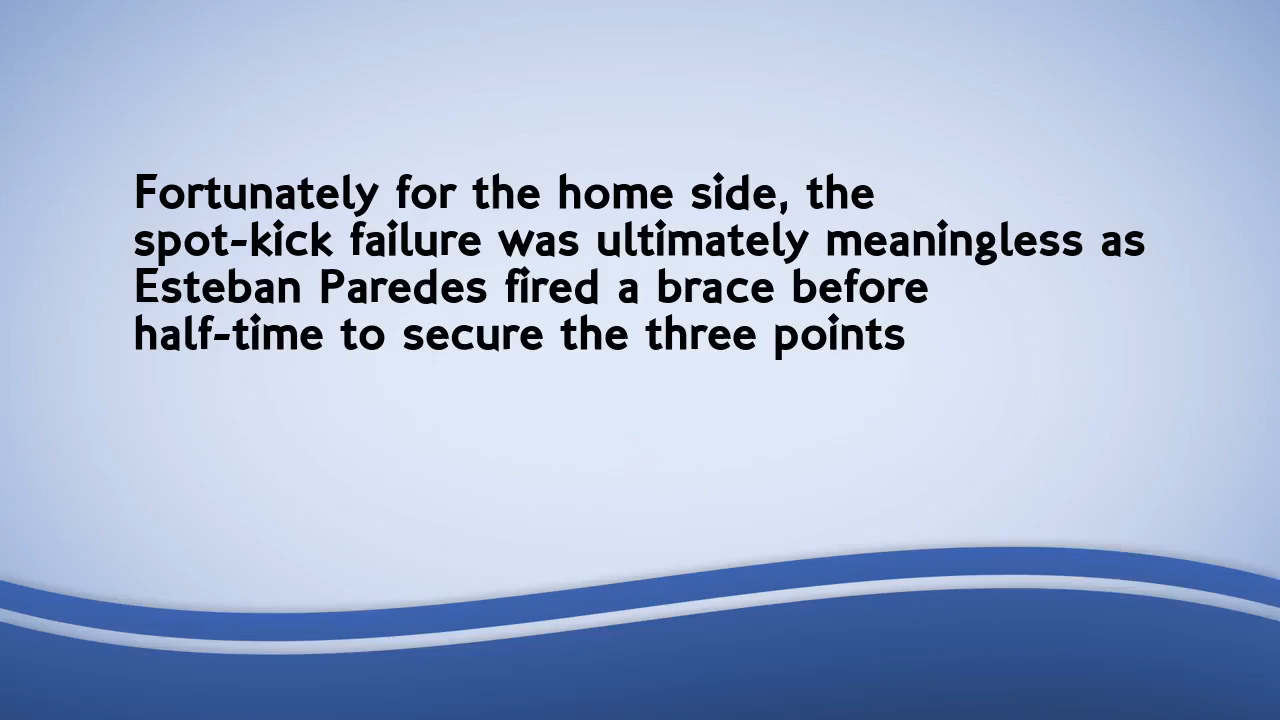 Fortunately for the home side, the
spot-kick failure was ultimately meaningless as
Esteban Paredes fired a brace before
half-time to secure the three points